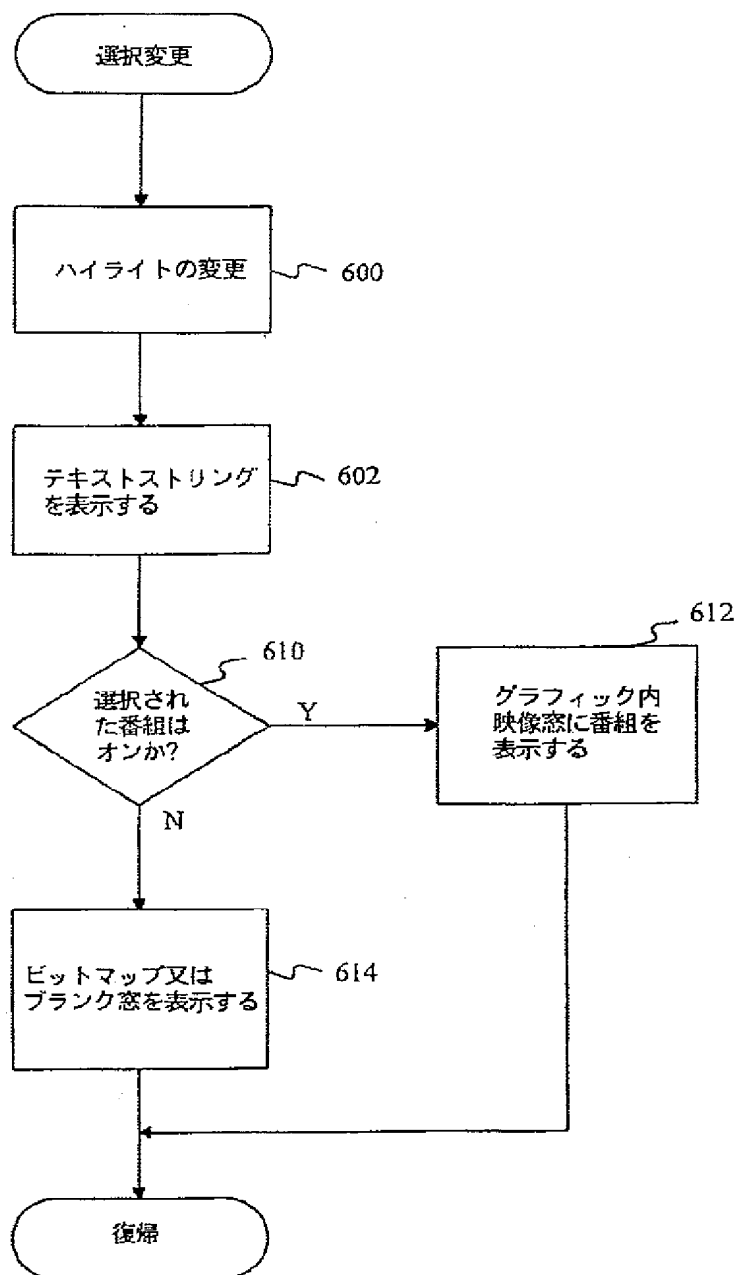 選択変更
ハイライトの変更
600
テキストストリング
を表示する
602
選択され
た番組は
オンか?
610
Y
612
グラフィック内
映像窓に番組を
表示する
N
ビットマップ又は
ブランク窓を表示する
614
復帰